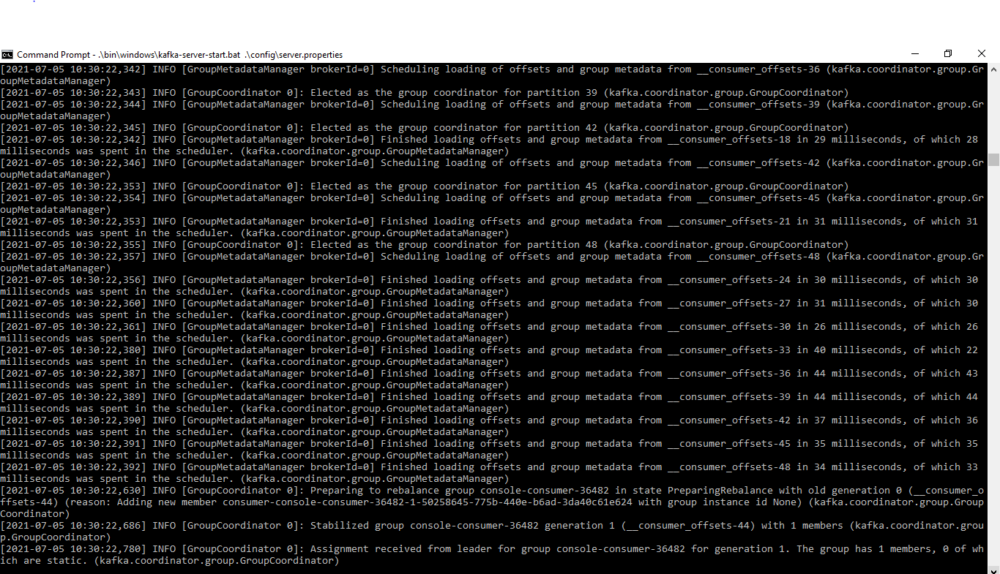 Command Prompt - .\bin\windows\kafka-server-start.bat .\config\server.properties
[2021-07-05 10:30:22,342] INFO [GroupMetadataManager brokerId=0] Scheduling loading of offsets and group metadata from __consumer_offsets-36 (kafka.coordinator.group.Gr
oupMetadataManager)
[2021-07-05 10:30:22,343] INFO [GroupCoordinator 0]: Elected as the group coordinator for partition 39 (kafka.coordinator.group.GroupCoordinator)
[2021-07-05 10:30:22,344] INFO [GroupMetadataManager brokerId=0] Scheduling loading of offsets and group metadata from __consumer_offsets-39 (kafka.coordinator.group.Gr
oupMetadataManager)
[2021-07-05 10:30:22,345] INFO [GroupCoordinator 0]: Elected as the group coordinator for partition 42 (kafka.coordinator.group.GroupCoordinator)
[2021-07-05 10:30:22,342] INFO [GroupMetadataManager brokerId=0] Finished loading offsets and group metadata from __consumer_offsets-18 in 29 milliseconds, of which 28
milliseconds was spent in the scheduler. (kafka.coordinator.group.GroupMetadataManager)
[2021-07-05 10:30:22,346] INFO [GroupMetadataManager brokerId=0] Scheduling loading of offsets and group metadata from __consumer_offsets-42 (kafka.coordinator.group.Gr
oupMetadataManager)
[2021-07-05 10:30:22,353] INFO [GroupCoordinator 0]: Elected as the group coordinator for partition 45 (kafka.coordinator.group.GroupCoordinator)
[2021-07-05 10:30:22,354] INFO [GroupMetadataManager brokerId=0] Scheduling loading of offsets and group metadata from __consumer_offsets-45 (kafka.coordinator.group.Gr
oupMetadataManager)
[2021-07-05 10:30:22,353] INFO [GroupMetadataManager brokerId=0] Finished loading offsets and group metadata from __consumer_offsets-21 in 31 milliseconds, of which 31
milliseconds was spent in the scheduler. (kafka.coordinator.group.GroupMetadataManager)
[2021-07-05 10:30:22,355] INFO [GroupCoordinator 0]: Elected as the group coordinator for partition 48 (kafka.coordinator.group.GroupCoordinator)
[2021-07-05 10:30:22,357] INFO [GroupMetadataManager brokerId=0] Scheduling loading of offsets and group metadata from __consumer_offsets-48 (kafka.coordinator.group.Gr
oupMetadataManager)
[2021-07-05 10:30:22,356] INFO [GroupMetadataManager brokerId=0] Finished loading offsets and group metadata from __consumer_offsets-24 in 30 milliseconds, of which 30
milliseconds was spent in the scheduler. (kafka.coordinator.group.GroupMetadataManager)
[2021-07-05 10:30:22,360] INFO [GroupMetadataManager brokerId=0] Finished loading offsets and group metadata from __consumer_offsets-27 in 31 milliseconds, of which 30
milliseconds was spent in the scheduler. (kafka.coordinator.group.GroupMetadataManager)
[2021-07-05 10:30:22,361] INFO [GroupMetadataManager brokerId=0] Finished loading offsets and group metadata from __consumer_offsets-30 in 26 milliseconds, of which 26
milliseconds was spent in the scheduler. (kafka.coordinator.group.GroupMetadataManager)
[2021-07-05 10:30:22,380] INFO [GroupMetadataManager brokerId=0] Finished loading offsets and group metadata from __consumer_offsets-33 in 40 milliseconds, of which 22
milliseconds was spent in the scheduler. (kafka.coordinator.group.GroupMetadataManager)
[2021-07-05 10:30:22,387] INFO [GroupMetadataManager brokerId=0] Finished loading offsets and group metadata from __consumer_offsets-36 in 44 milliseconds, of which 43
milliseconds was spent in the scheduler. (kafka.coordinator.group.GroupMetadataManager)
[2021-07-05 10:30:22,389] INFO [GroupMetadataManager brokerId=0] Finished loading offsets and group metadata from __consumer_offsets-39 in 44 milliseconds, of which 44
milliseconds was spent in the scheduler. (kafka.coordinator.group.GroupMetadataManager)
[2021-07-05 10:30:22,390] INFO [GroupMetadataManager brokerId=0] Finished loading offsets and group metadata from __consumer_offsets-42 in 37 milliseconds, of which 36
milliseconds was spent in the scheduler. (kafka.coordinator.group.GroupMetadataManager)
[2021-07-05 10:30:22,391] INFO [GroupMetadataManager brokerId=0] Finished loading offsets and group metadata from __consumer_offsets-45 in 35 milliseconds, of which 35
milliseconds was spent in the scheduler. (kafka.coordinator.group.GroupMetadataManager)
[2021-07-05 10:30:22,392] INFO [GroupMetadataManager brokerId=0] Finished loading offsets and group metadata from __consumer_offsets-48 in 34 milliseconds, of which 33
milliseconds was spent in the scheduler. (kafka.coordinator.group.GroupMetadataManager)
[2021-07-05 10:30:22,630] INFO [GroupCoordinator 0]: Preparing to rebalance group console-consumer-36482 in state PreparingRebalance with old generation 0 (__consumer_o
ffsets-44) (reason: Adding new member consumer-console-consumer-36482-1-50258645-775b-440e-b6ad-3da40c61e624 with group instance id None) (kafka.coordinator.group.Group
Coordinator)
[2021-07-05 10:30:22,686] INFO [GroupCoordinator 0]: Stabilized group console-consumer-36482 generation 1 (__consumer_offsets-44) with 1 members (kafka.coordinator.grou
p.GroupCoordinator)
[2021-07-05 10:30:22,780] INFO [GroupCoordinator 0]: Assignment received from leader for group console-consumer-36482 for generation 1. The group has 1 members, 0 of wh
ich are static. (kafka.coordinator.group.GroupCoordinator)